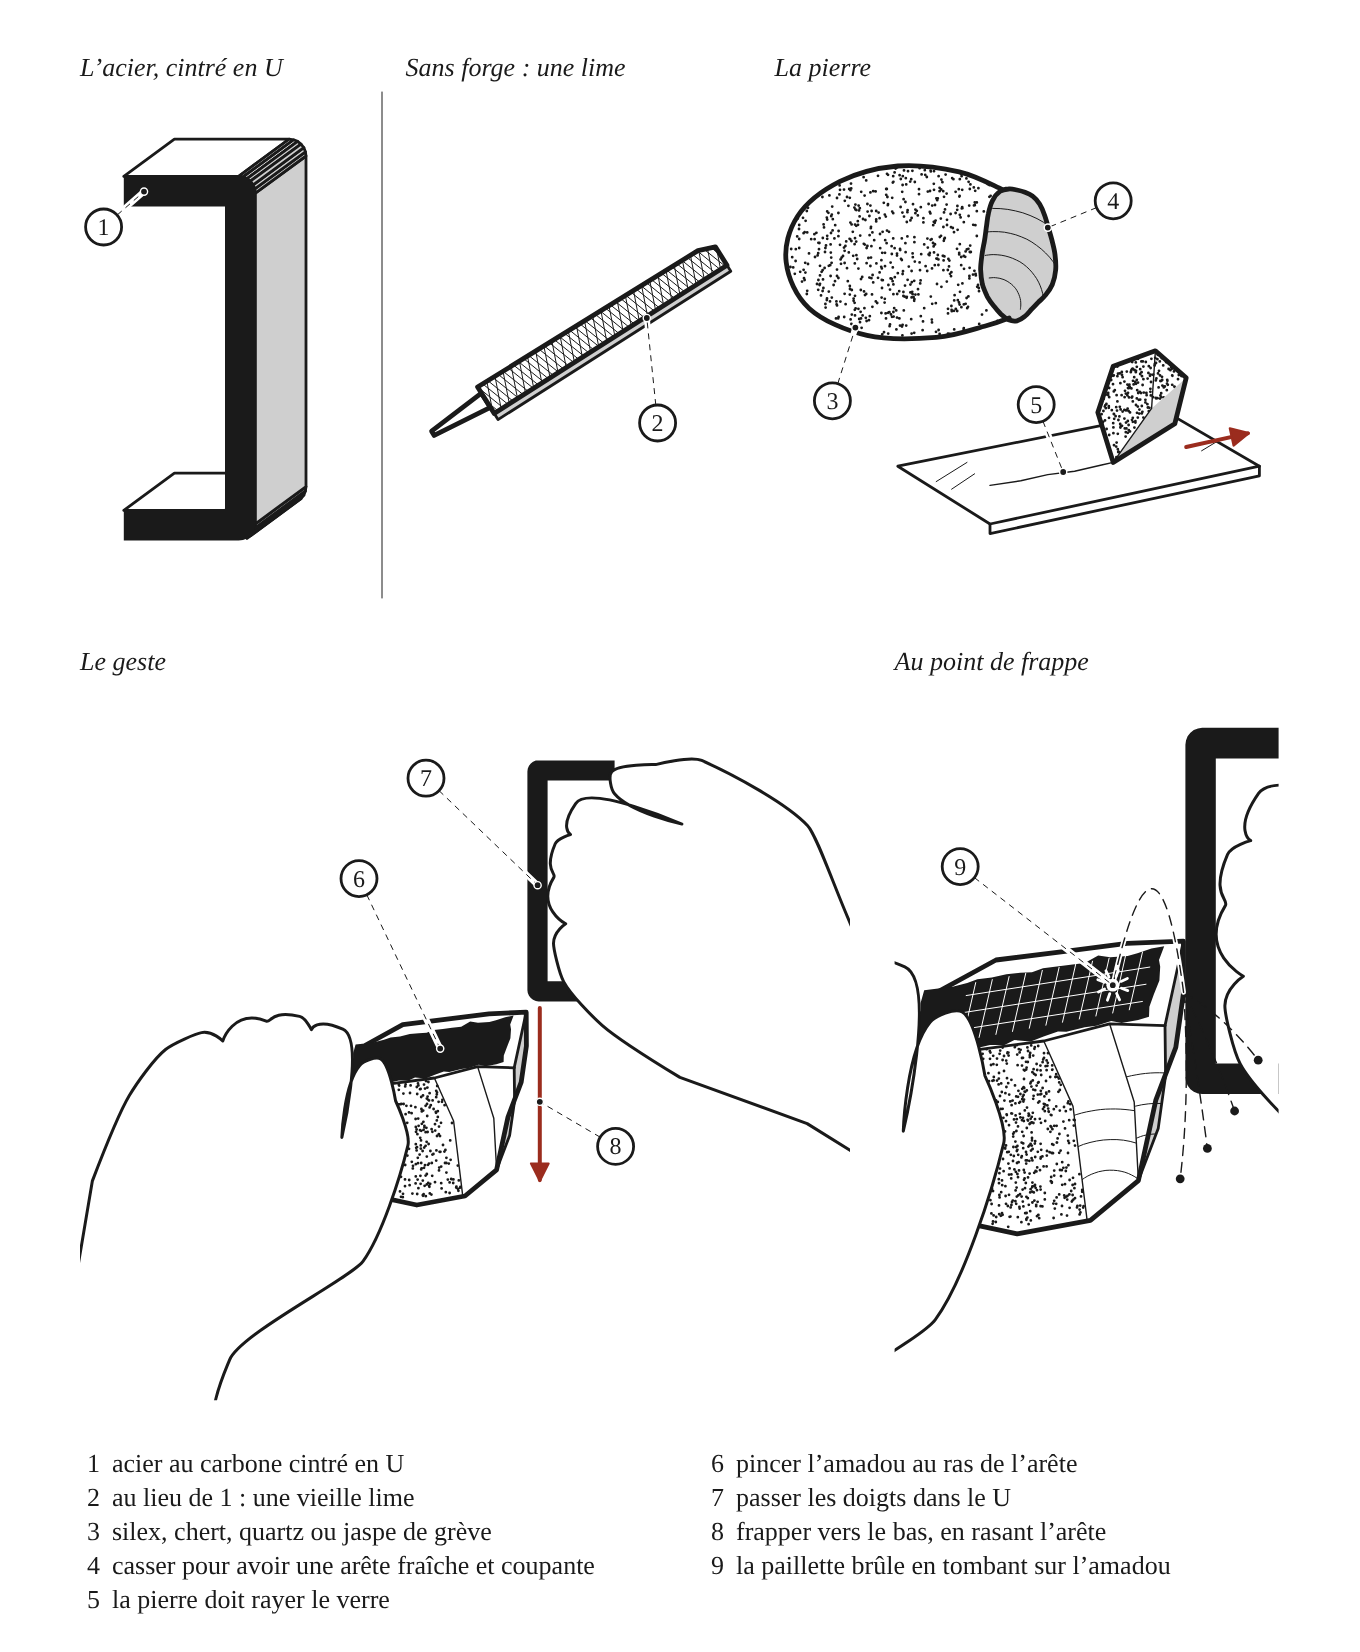 L’acier, cintré en U
Sans forge : une lime
La pierre
1
2
3
4
5
Le geste
Au point de frappe
6
7
8
9
1 acier au carbone cintré en U
2 au lieu de 1 : une vieille lime
3 silex, chert, quartz ou jaspe de grève
4 casser pour avoir une arête fraîche et coupante
5 la pierre doit rayer le verre
6 pincer l’amadou au ras de l’arête
7 passer les doigts dans le U
8 frapper vers le bas, en rasant l’arête
9 la paillette brûle en tombant sur l’amadou